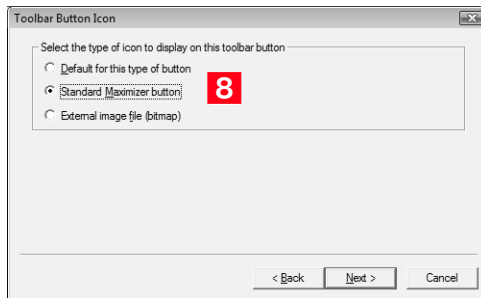 Toolbar Button Icon
Select the type of icon to display on this toolbar button
Default for this type of button
Standard Maximizer button
8
External image file (bitmap)
< Back Next > Cancel